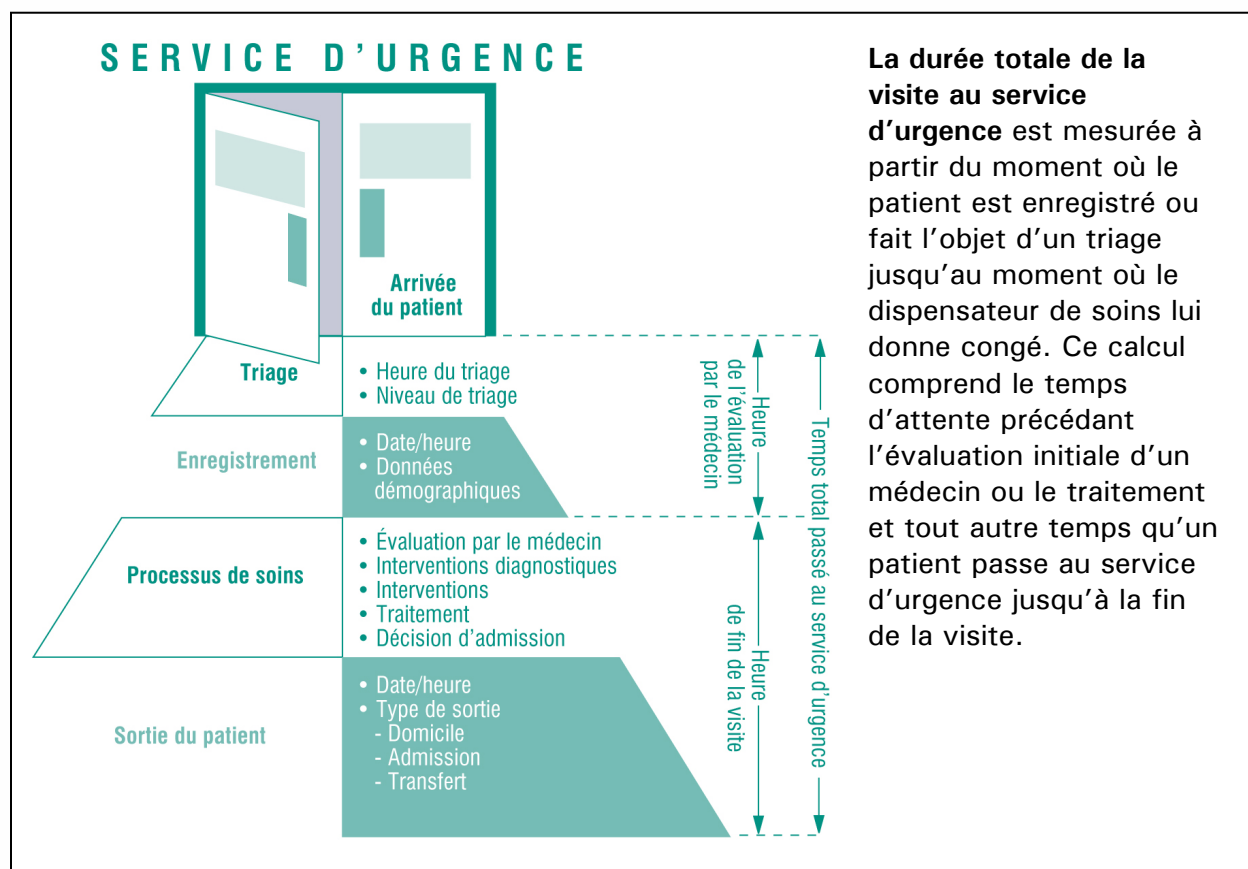 SERVICE D’URGENCE
Arrivée
du patient
Triage
• Heure du triage
• Niveau de triage
Enregistrement
• Date/heure
• Données
démographiques
Processus de soins
• Évaluation par le médecin
• Interventions diagnostiques
• Interventions
• Traitement
• Décision d’admission
Sortie du patient
• Date/heure
• Type de sortie
- Domicile
- Admission
- Transfert
Heure
de l’évaluation
par le médecin
Heure
de fin de la visite
Temps total passé au service d’urgence
La durée totale de la
visite au service
d’urgence est mesurée à
partir du moment où le
patient est enregistré ou
fait l’objet d’un triage
jusqu’au moment où le
dispensateur de soins lui
donne congé. Ce calcul
comprend le temps
d’attente précédant
l’évaluation initiale d’un
médecin ou le traitement
et tout autre temps qu’un
patient passe au service
d’urgence jusqu’à la fin
de la visite.